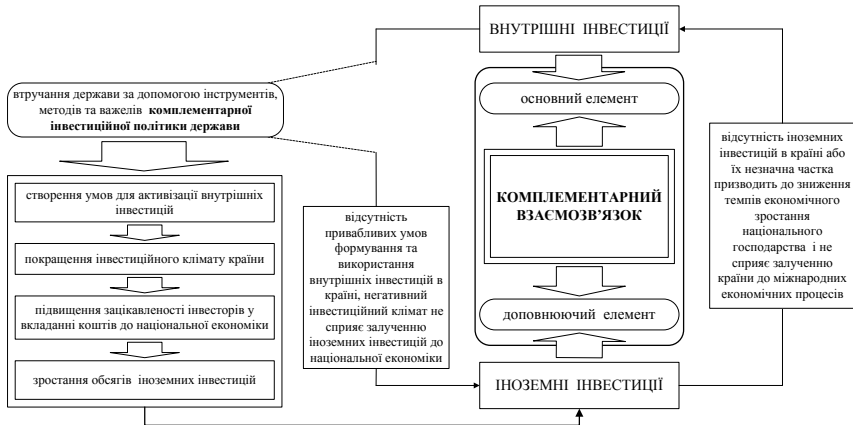 ВНУТРІШНІ ІНВЕСТИЦІЇ
втручання держави за допомогою інструментів,
методів та важелів комплементарної
інвестиційної політики держави
створення умов для активізації внутрішніх
інвестицій
покращення інвестиційного клімату країни
підвищення зацікавленості інвесторів у
вкладанні коштів до національної економіки
зростання обсягів іноземних інвестицій
відсутність
привабливих умов
формування та
використання
внутрішніх інвестицій в
країні, негативний
інвестиційний клімат не
сприяє залученню
іноземних інвестицій до
національної економіки
основний елемент
КОМПЛЕМЕНТАРНИЙ
ВЗАЄМОЗВ'ЯЗОК
доповнюючий елемент
ІНОЗЕМНІ ІНВЕСТИЦІЇ
відсутність іноземних
інвестицій в країні або
їх незначна частка
призводить до зниження
темпів економічного
зростання
національного
господарства і не
сприяє залученню
країни до міжнародних
економічних процесів